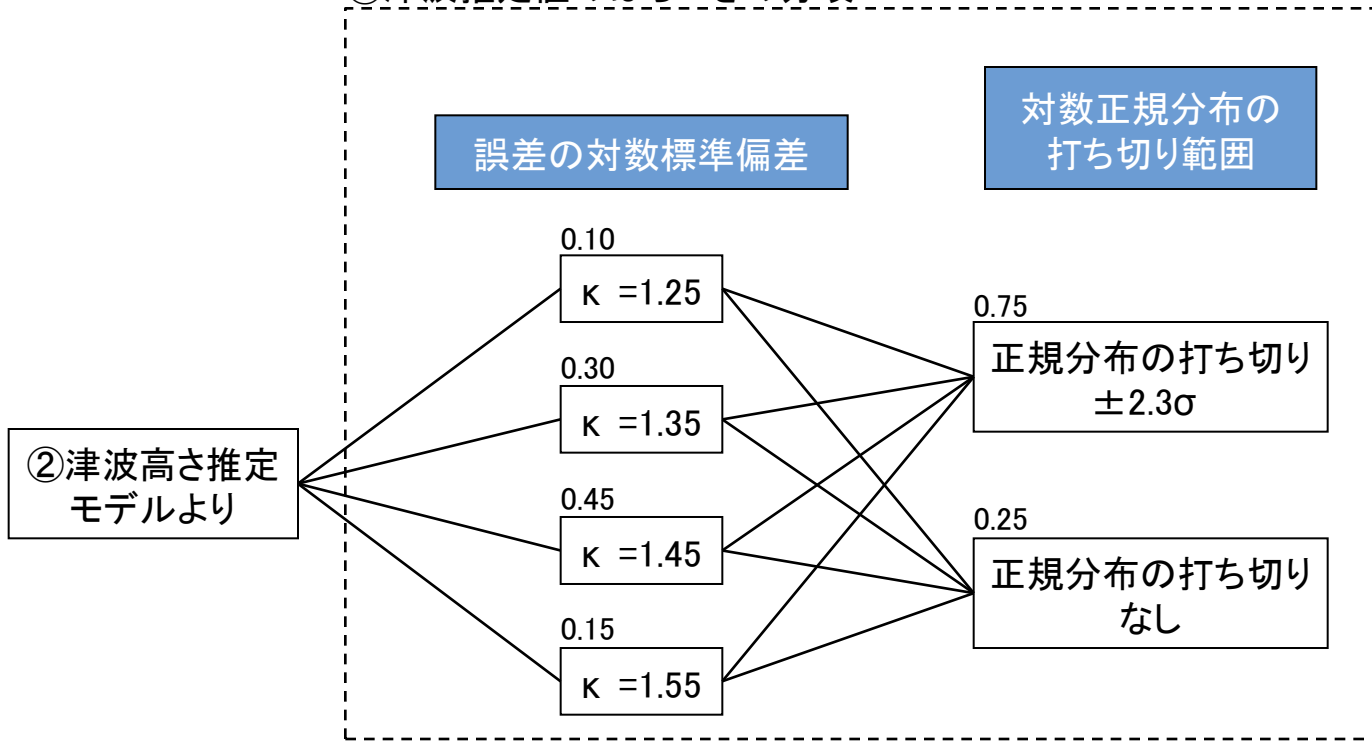 誤差の対数標準偏差
対数正規分布の
打ち切り範囲
0.10
κ =1.25
0.30
κ =1.35
0.45
κ =1.45
0.15
κ =1.55
②津波高さ推定
モデルより
0.75
正規分布の打ち切り
±2.3σ
0.25
正規分布の打ち切り
なし